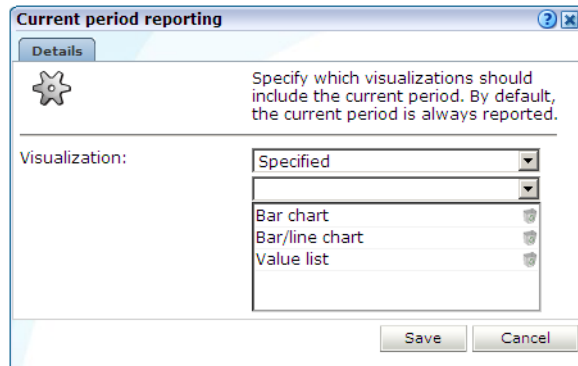 Current period reporting
Details
Specify which visualizations should
include the current period. By default,
the current period is always reported.
Visualization:
Specified
Bar chart
Bar/line chart
Value list
Save
Cancel